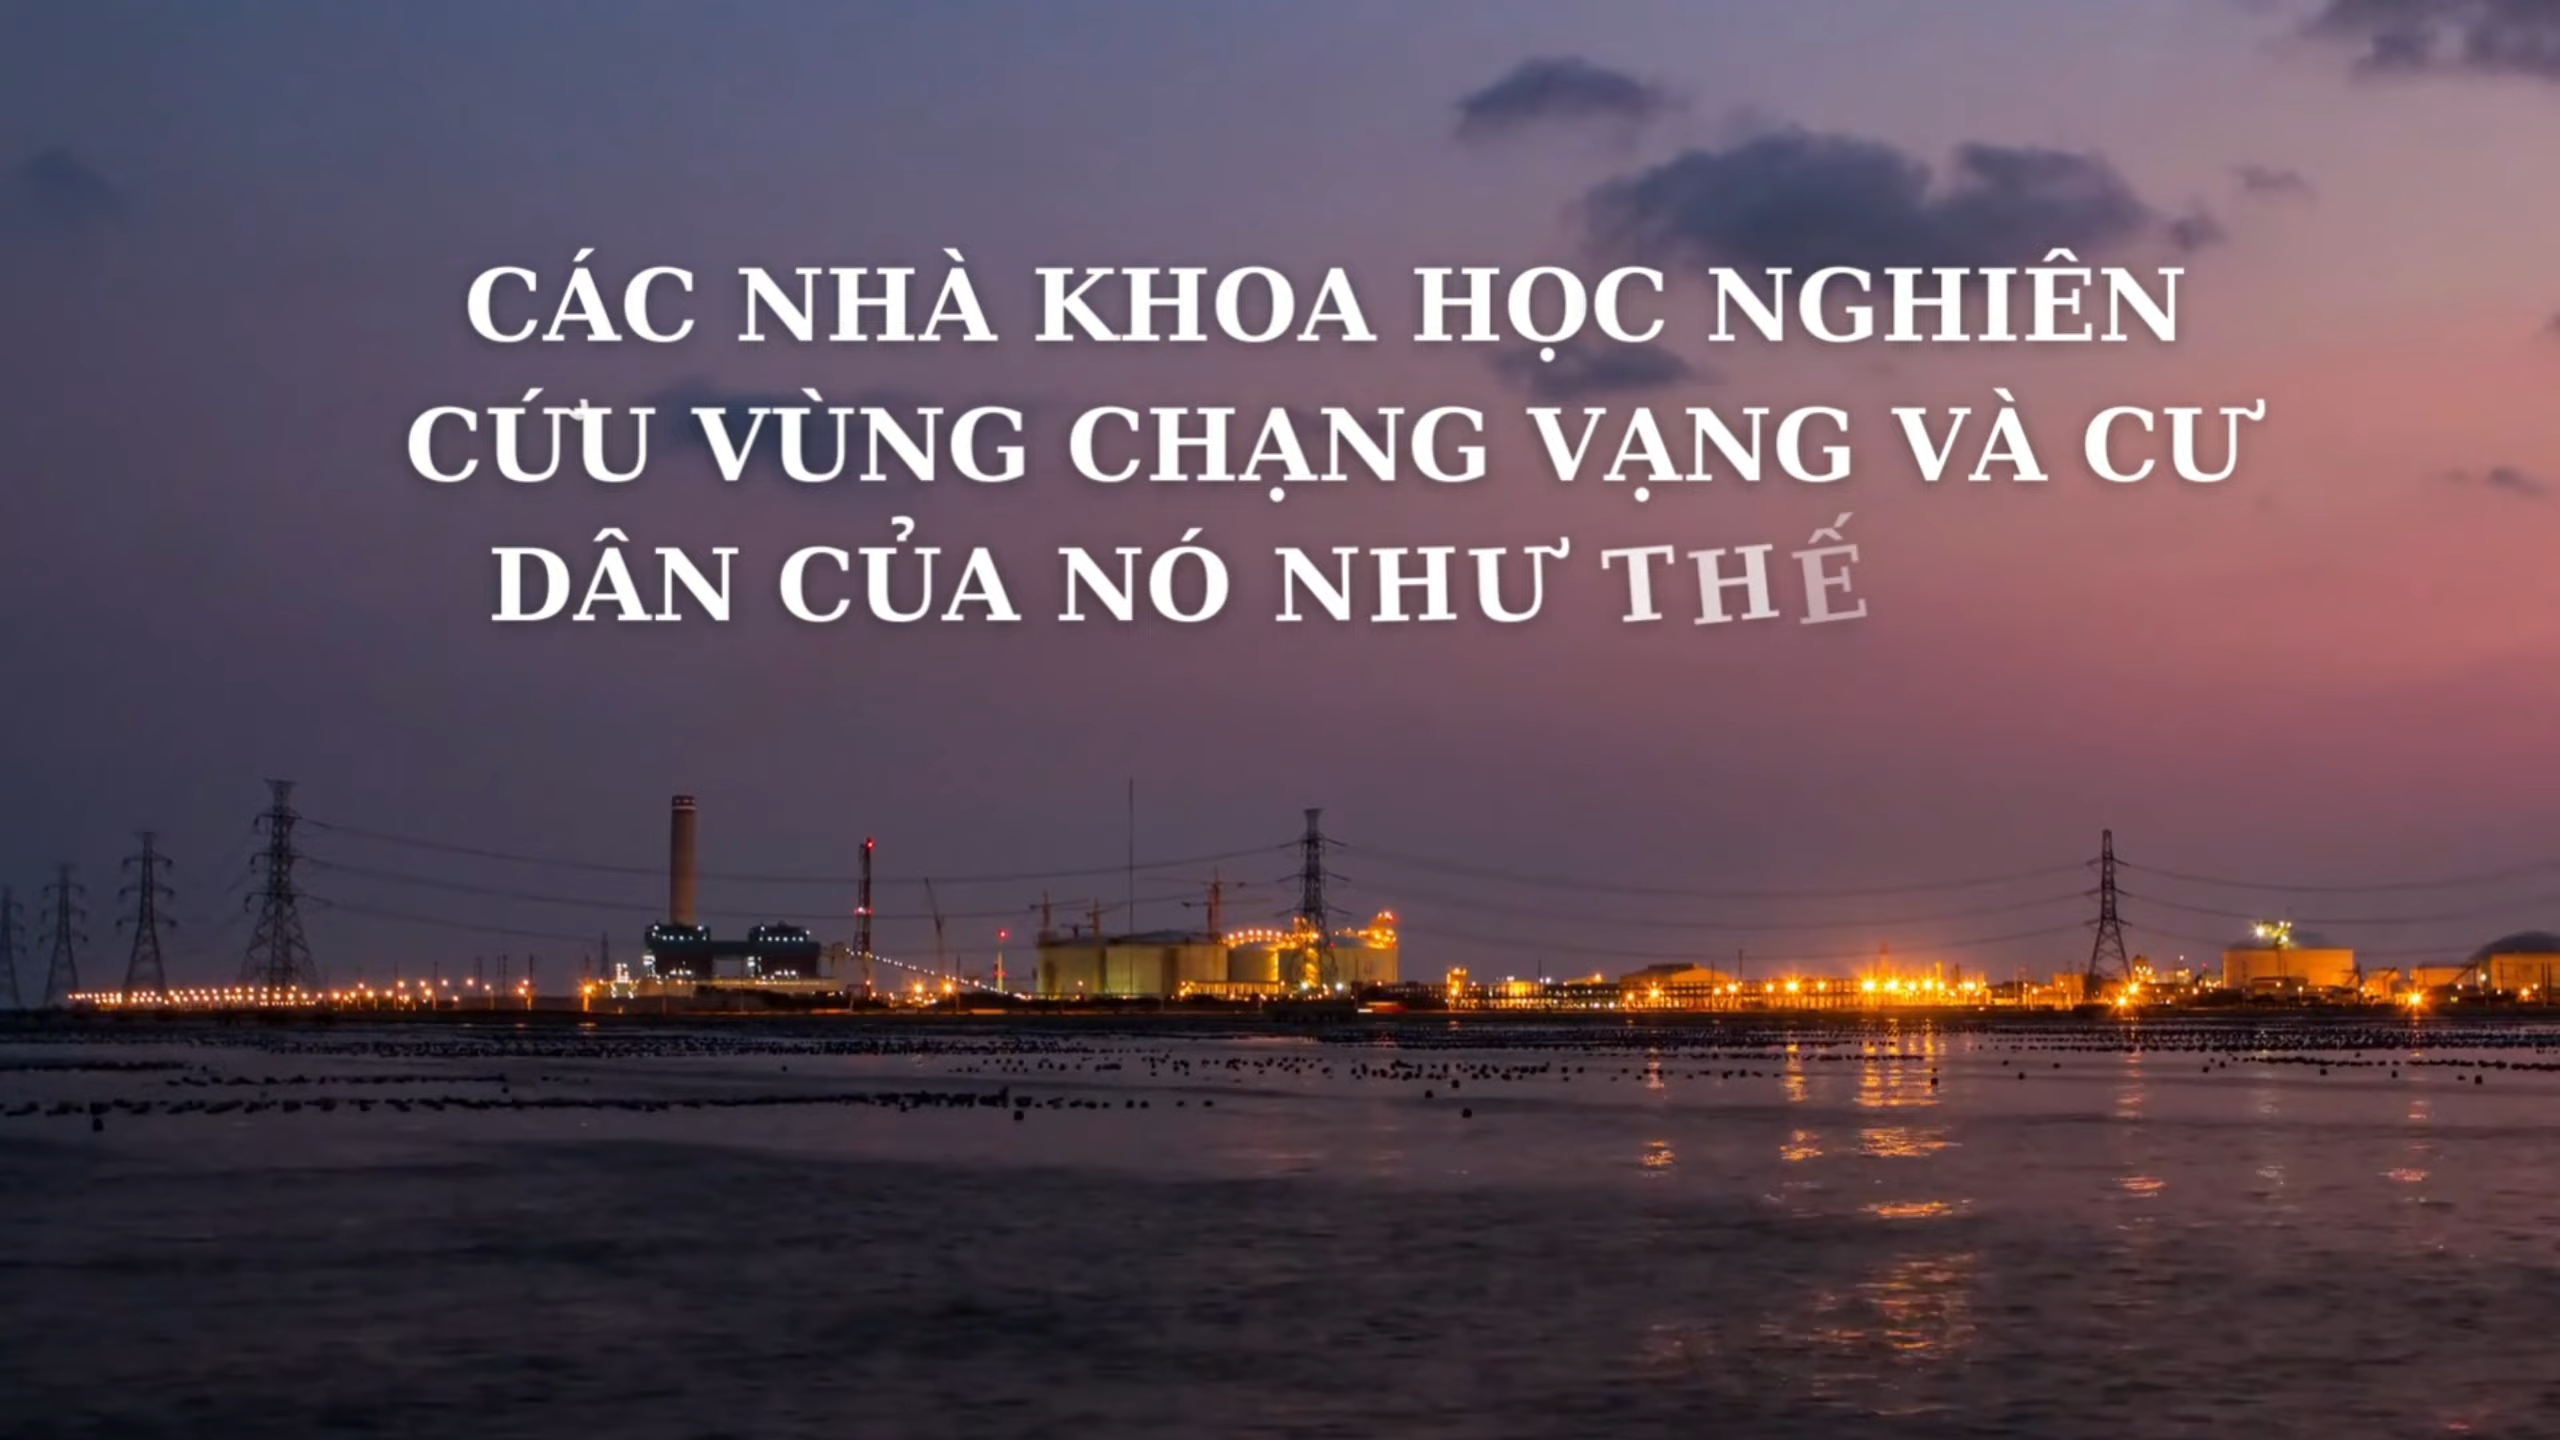 CÁC NHÀ KHOA HỌC NGHIÊN
CỨU VÙNG CHẠNG VẠNG VÀ CƯ
DÂN CỦA NÓ NHƯ THẾ